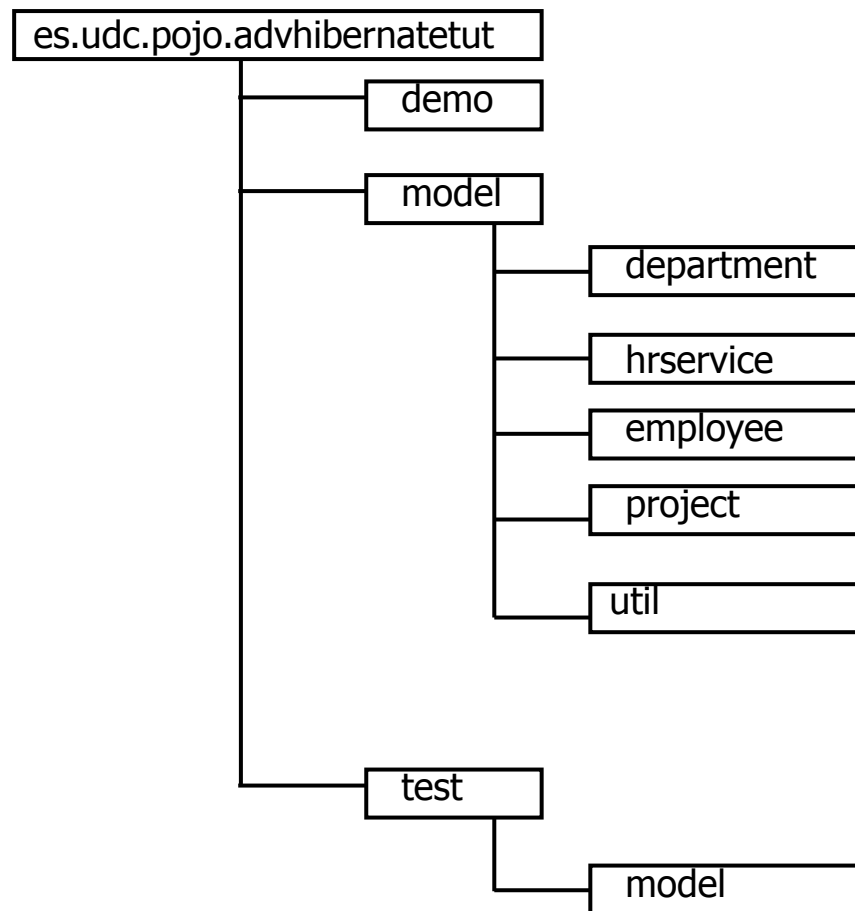 es.udc.pojo.advhibernatetut
demo
model
department
hrservice
employee
project
util
test
model